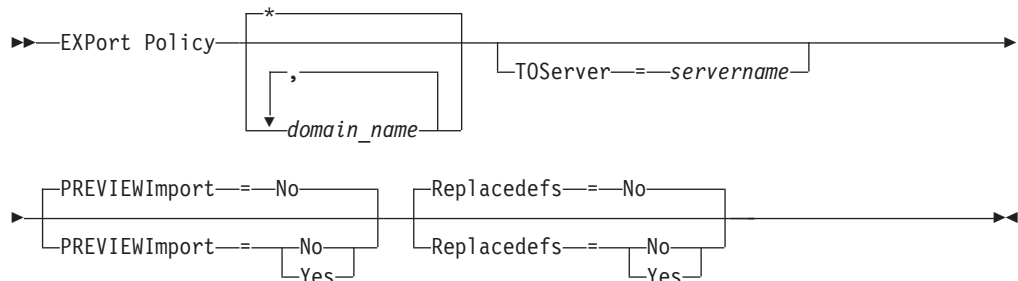 *
EXPort Policy
,
domain_name
TOServer = servername
PREVIEWImport = No
PREVIEWImport = No
Yes
Replacedefs = No
Replacedefs = No
Yes